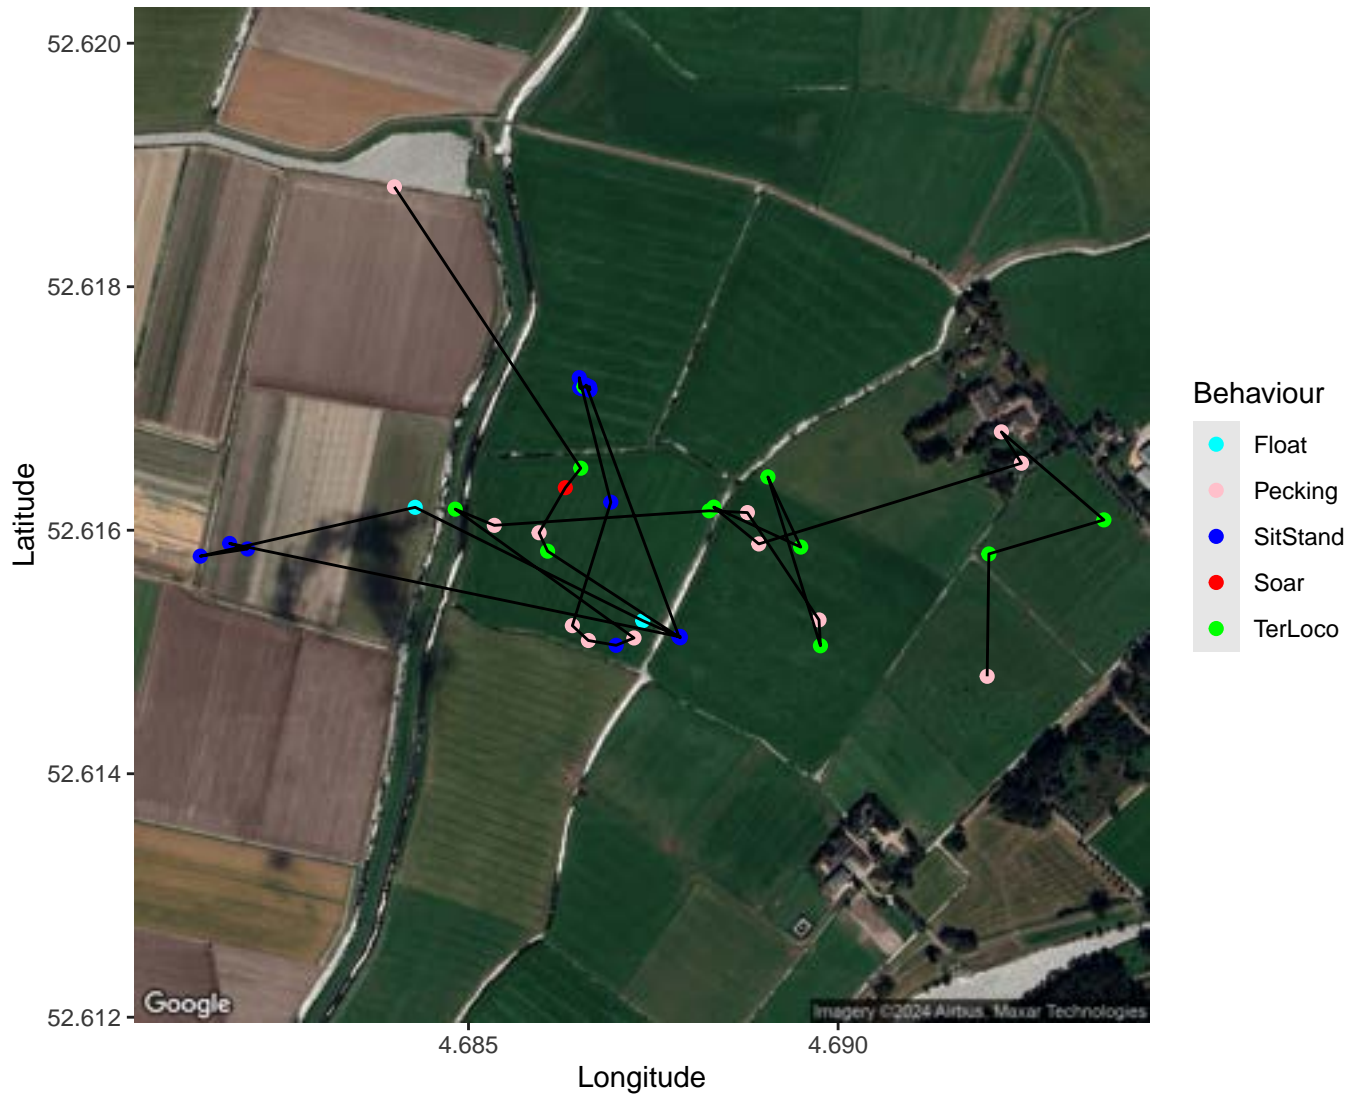 52.620
52.618
52.616
52.614
52.612
Latitude
4.685
4.690
Longitude
Google
Imagery ©2024 Airbus, Maxar Technologies
Behaviour
Float
Pecking
SitStand
Soar
TerLoco